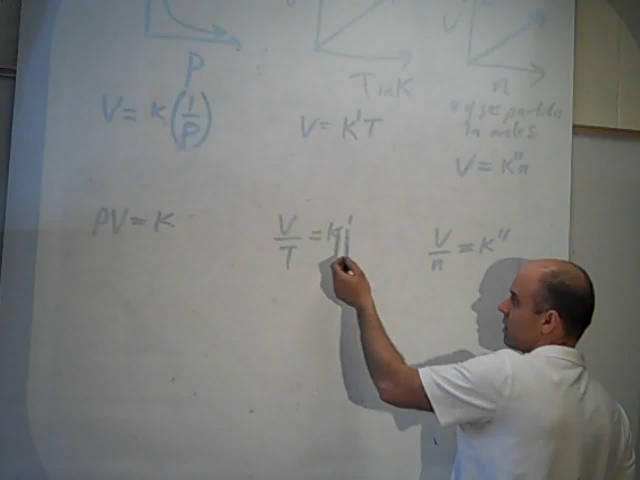 P
V = K(1/P)
PV = K
T in K
V = K'T
V/T = K'
V
n
# of gas particles
in moles
V = K"n
V/n = K"